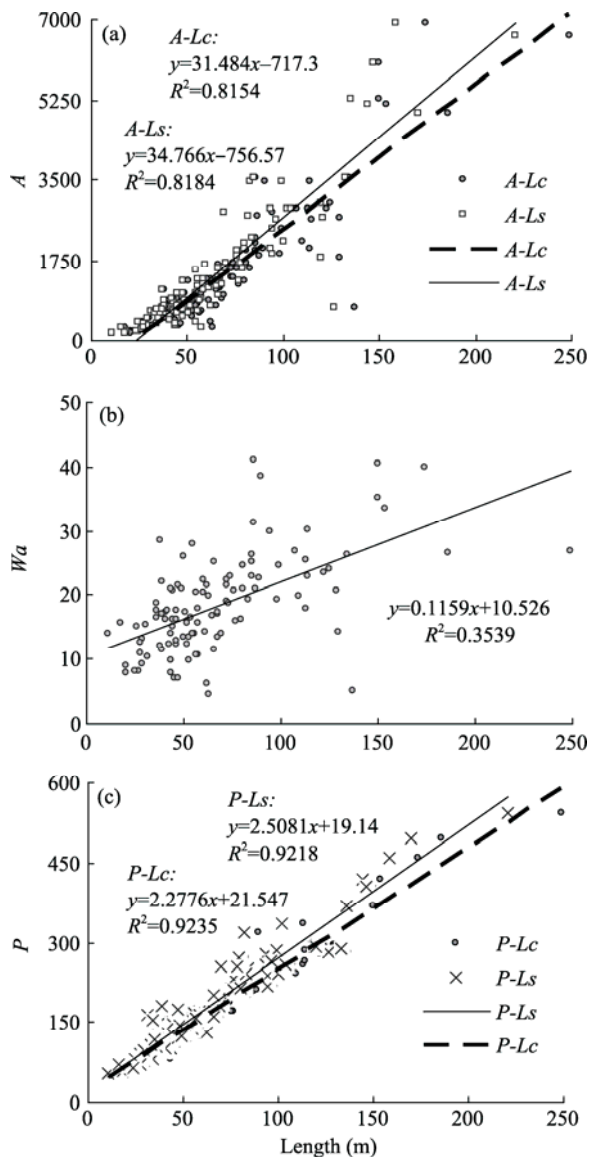 7000
(a)
A-Lc:
y=31.484x−717.3
R²=0.8154
5250
A-Ls:
y=34.766x−756.57
R²=0.8184
A
3500
A-Lc
A-Ls
1750
A-Lc
A-Ls
0
0 50 100 150 200 250
50
(b)
40
30
Wa
20
y=0.1159x+10.526
R²=0.3539
10
0
0 50 100 150 200 250
600
(c)
P-Ls:
y=2.5081x+19.14
R²=0.9218
450
P-Lc:
y=2.2776x+21.547
R²=0.9235
P
300
P-Lc
P-Ls
150
P-Ls
P-Lc
0
0 50 100 150 200 250
Length (m)